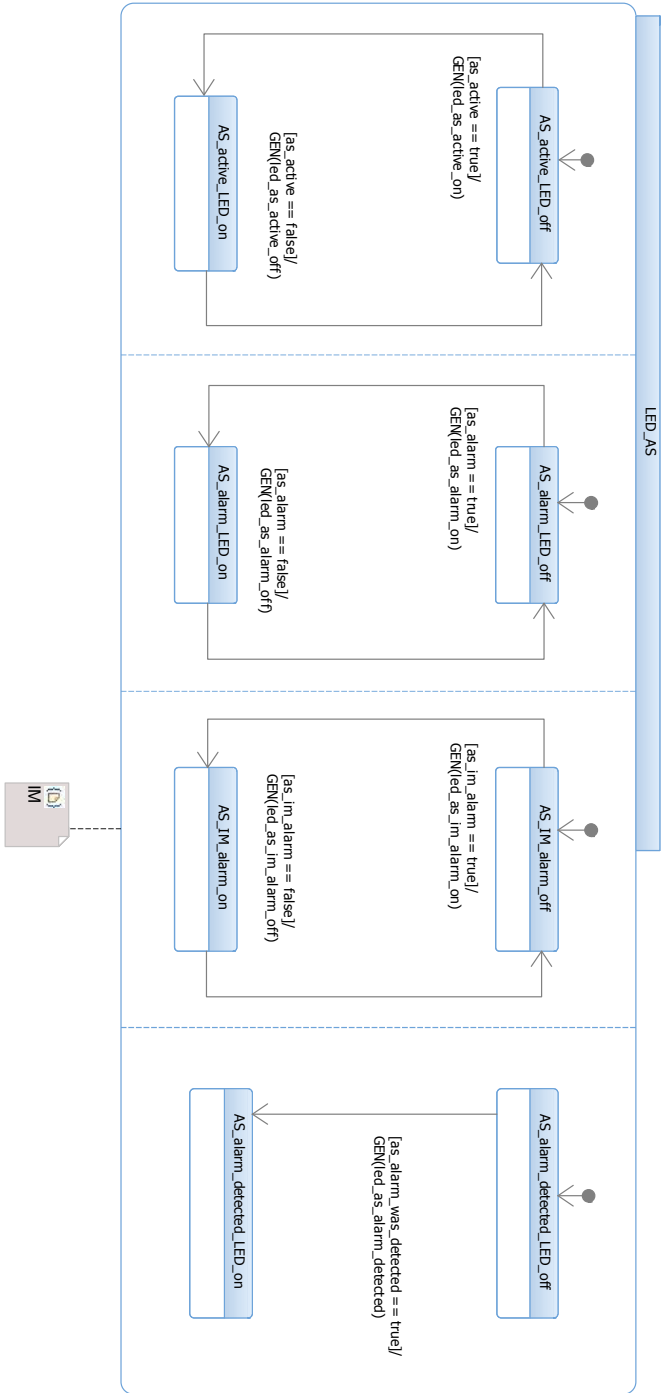 LED_AS
AS_active_LED_off
[as_active == true]/
GEN(led_as_active_on)
[as_active == false]/
GEN(led_as_active_off)
AS_active_LED_on
AS_alarm_LED_off
[as_alarm == true]/
GEN(led_as_alarm_on)
[as_alarm == false]/
GEN(led_as_alarm_off)
AS_alarm_LED_on
AS_IM_alarm_off
[as_im_alarm == true]/
GEN(led_as_im_alarm_on)
[as_im_alarm == false]/
GEN(led_as_im_alarm_off)
AS_IM_alarm_on
AS_alarm_detected_LED_off
[as_alarm_was_detected == true]/
GEN(led_as_alarm_detected)
AS_alarm_detected_LED_on
IM